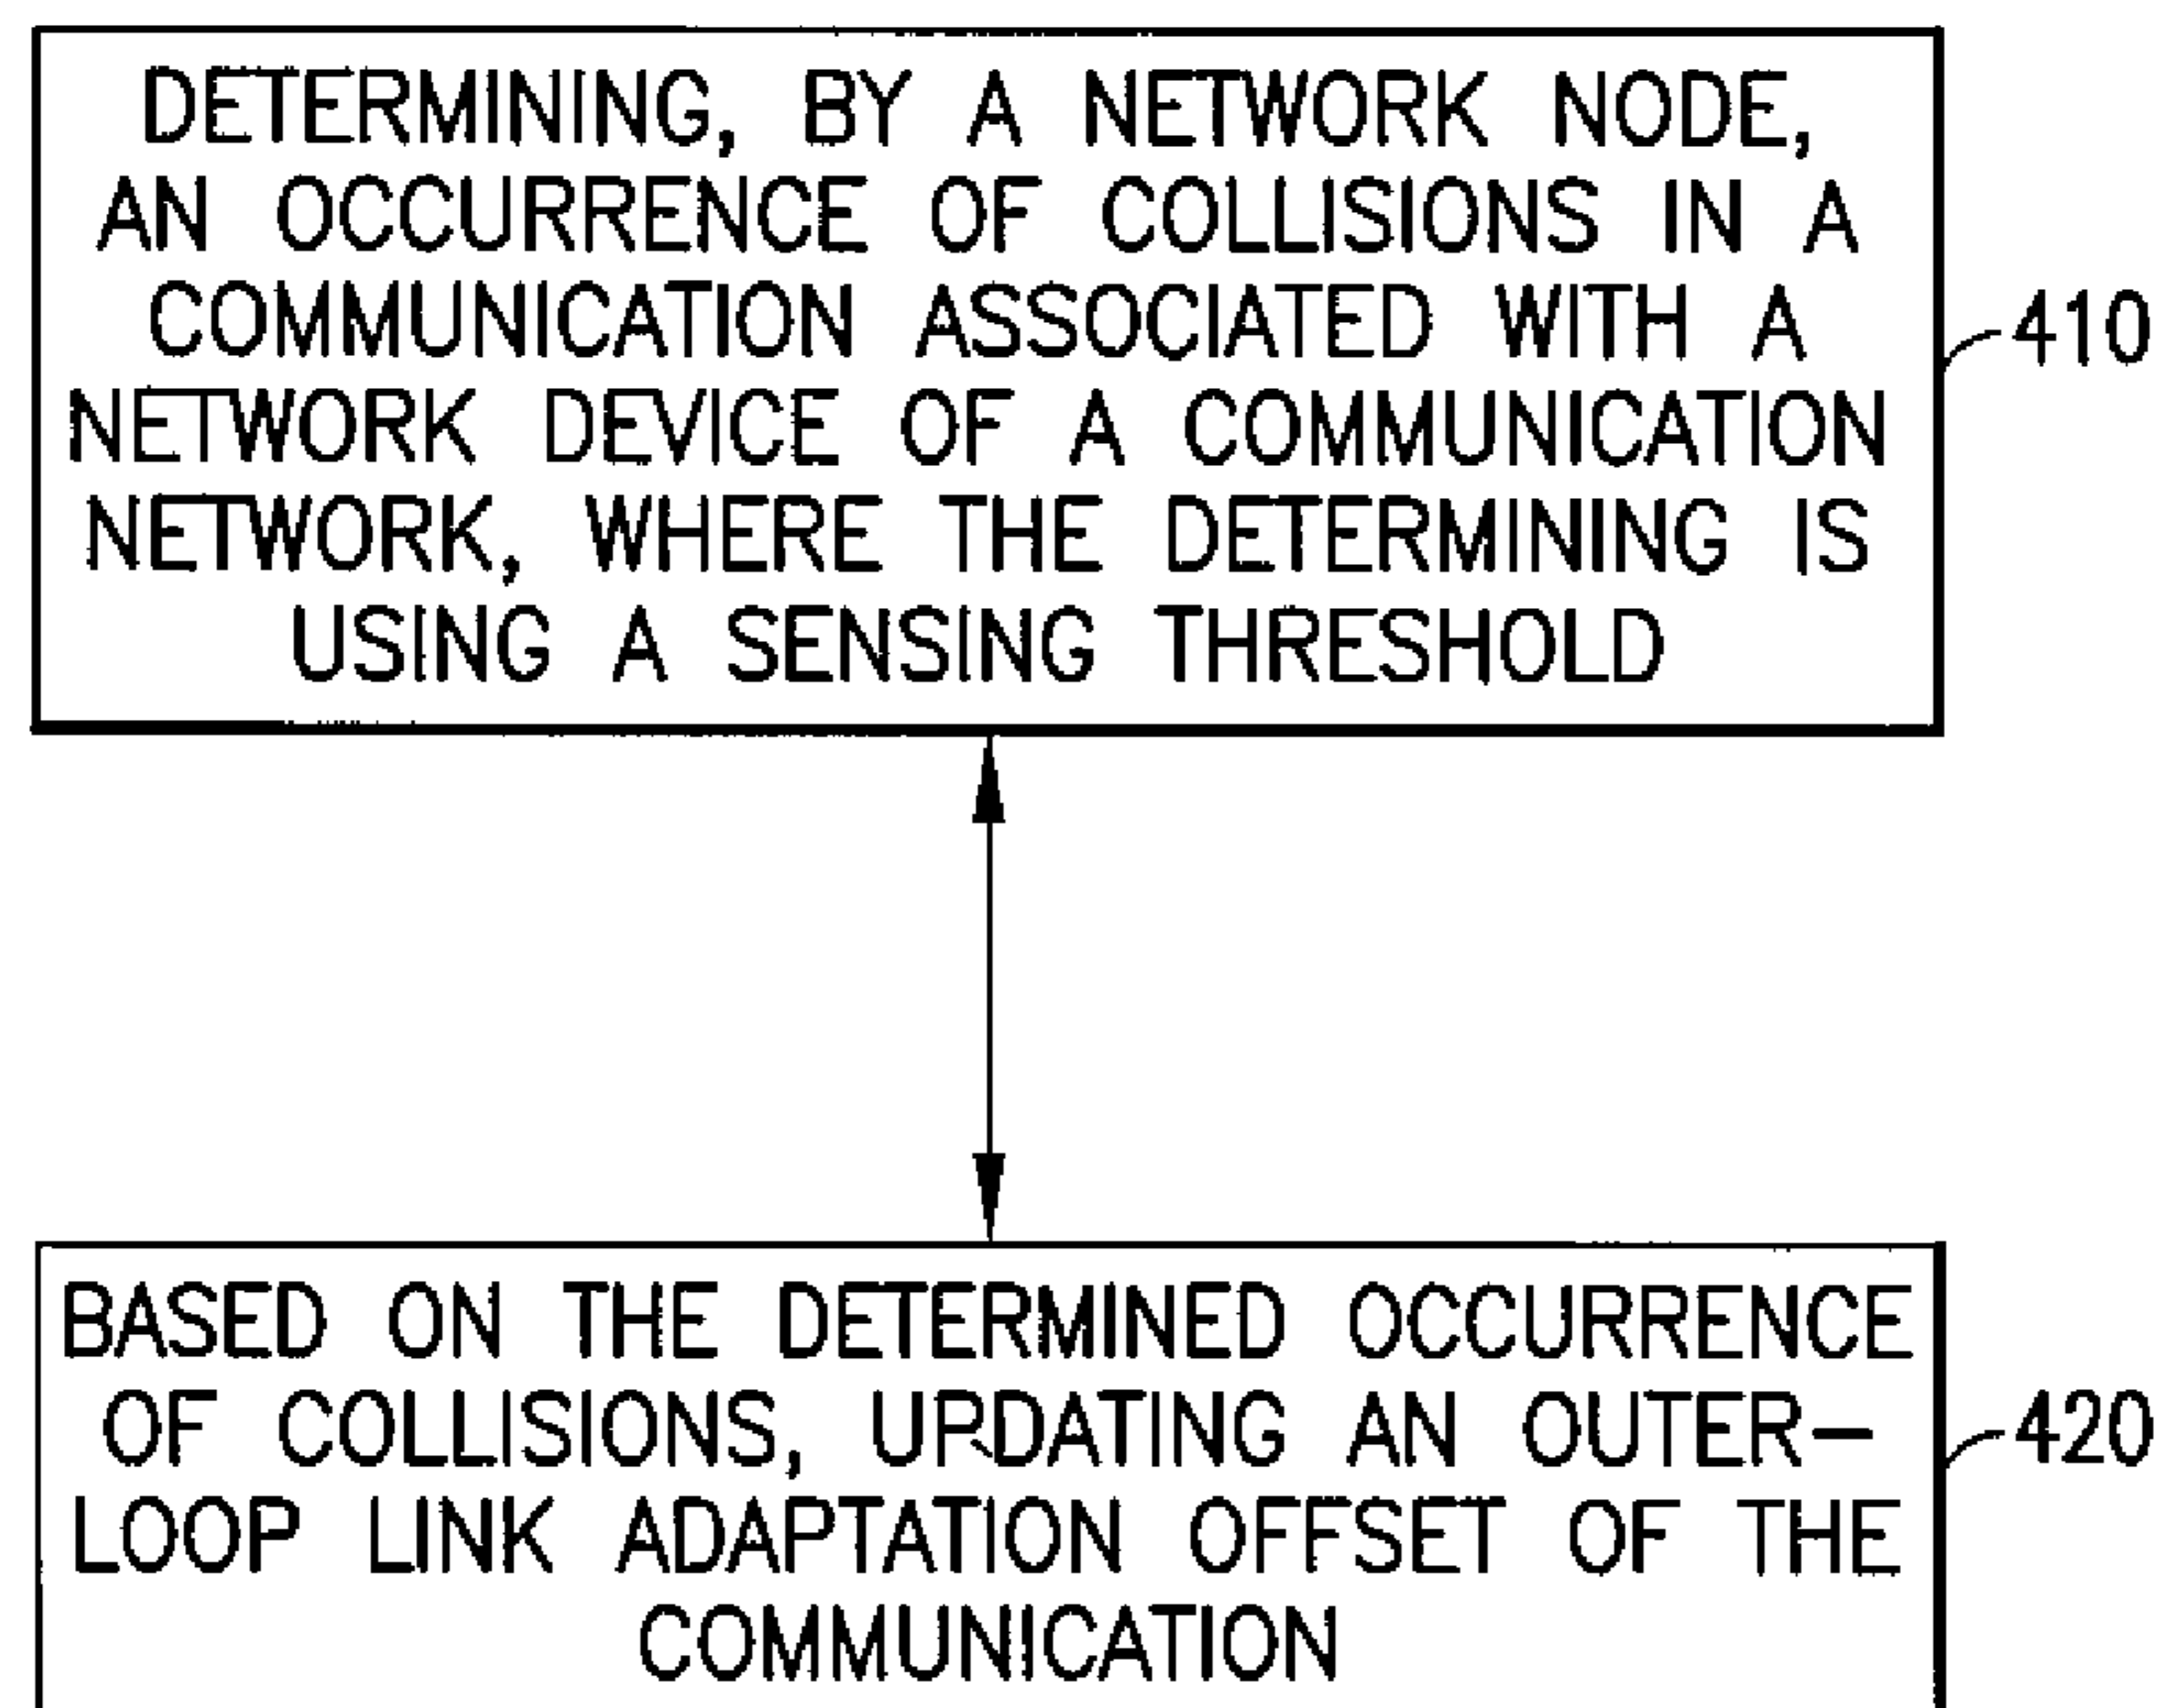 DETERMINING, BY A NETWORK NODE,
AN OCCURRENCE OF COLLISIONS IN A
COMMUNICATION ASSOCIATED WITH A
NETWORK DEVICE OF A COMMUNICATION
NETWORK, WHERE THE DETERMINING IS
USING A SENSING THRESHOLD
410
BASED ON THE DETERMINED OCCURRENCE
OF COLLISIONS, UPDATING AN OUTER-
LOOP LINK ADAPTATION OFFSET OF THE
COMMUNICATION
420